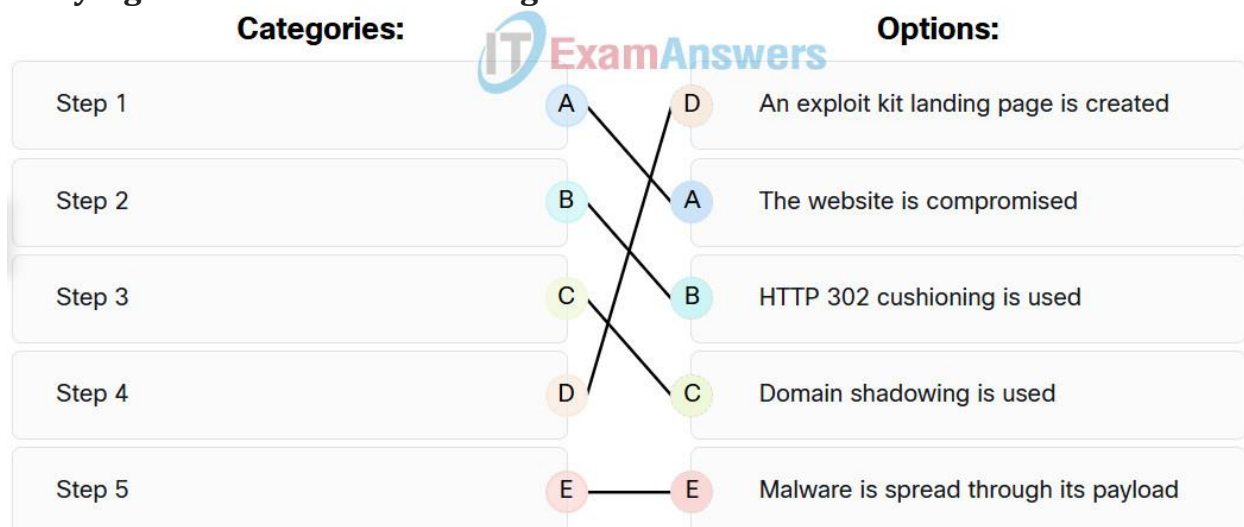 Categories:
Options:
ITExamAnswers
Step 1
A
D
An exploit kit landing page is created
Step 2
B
A
The website is compromised
Step 3
C
B
HTTP 302 cushioning is used
Step 4
D
C
Domain shadowing is used
Step 5
E
E
Malware is spread through its payload